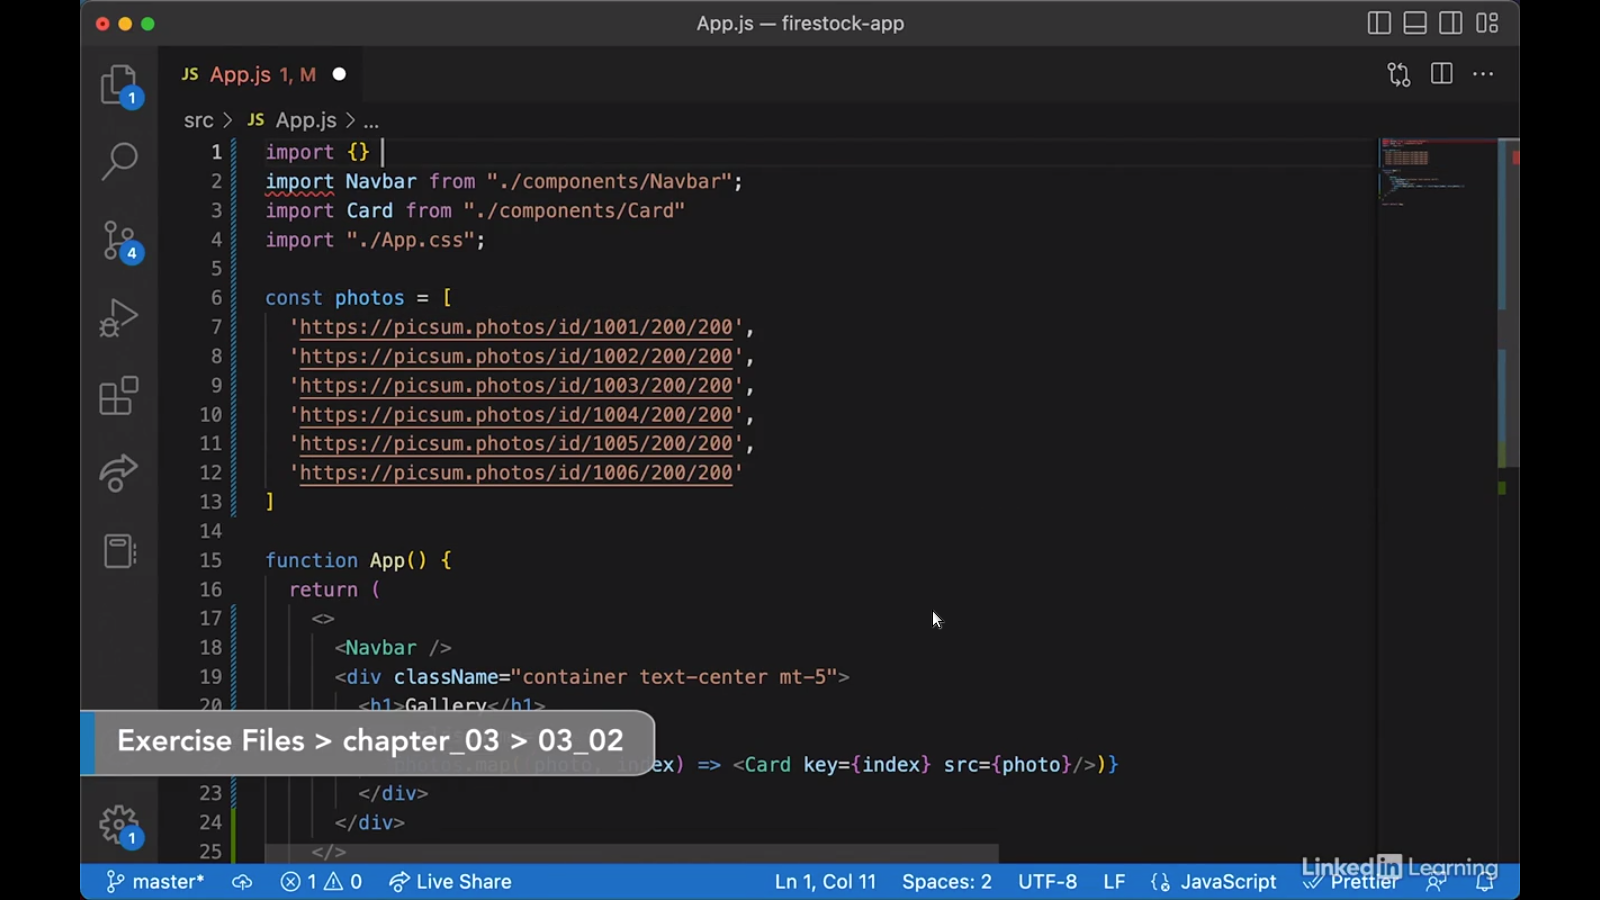 App.js — firestock-app
JS App.js 1, M
1
src > JS App.js > ...
1 import {}
2 import Navbar from "./components/Navbar";
3 import Card from "./components/Card"
4 import "./App.css";
4
5
6 const photos = [
7 'https://picsum.photos/id/1001/200/200',
8 'https://picsum.photos/id/1002/200/200',
9 'https://picsum.photos/id/1003/200/200',
10 'https://picsum.photos/id/1004/200/200',
11 'https://picsum.photos/id/1005/200/200',
12 'https://picsum.photos/id/1006/200/200'
13 ]
14
15 function App() {
16 return (
17 <>
18 <Navbar />
19 <div className="container text-center mt-5">
20 <h1>Gallery</h1>
Exercise Files > chapter_03 > 03_02
photos.map((photo, index) => <Card key={index} src={photo}/>)}
23 </div>
24 </div>
1
25 </>
LinkedIn Learning
master* 1 0 Live Share Ln 1, Col 11 Spaces: 2 UTF-8 LF {} JavaScript Prettier